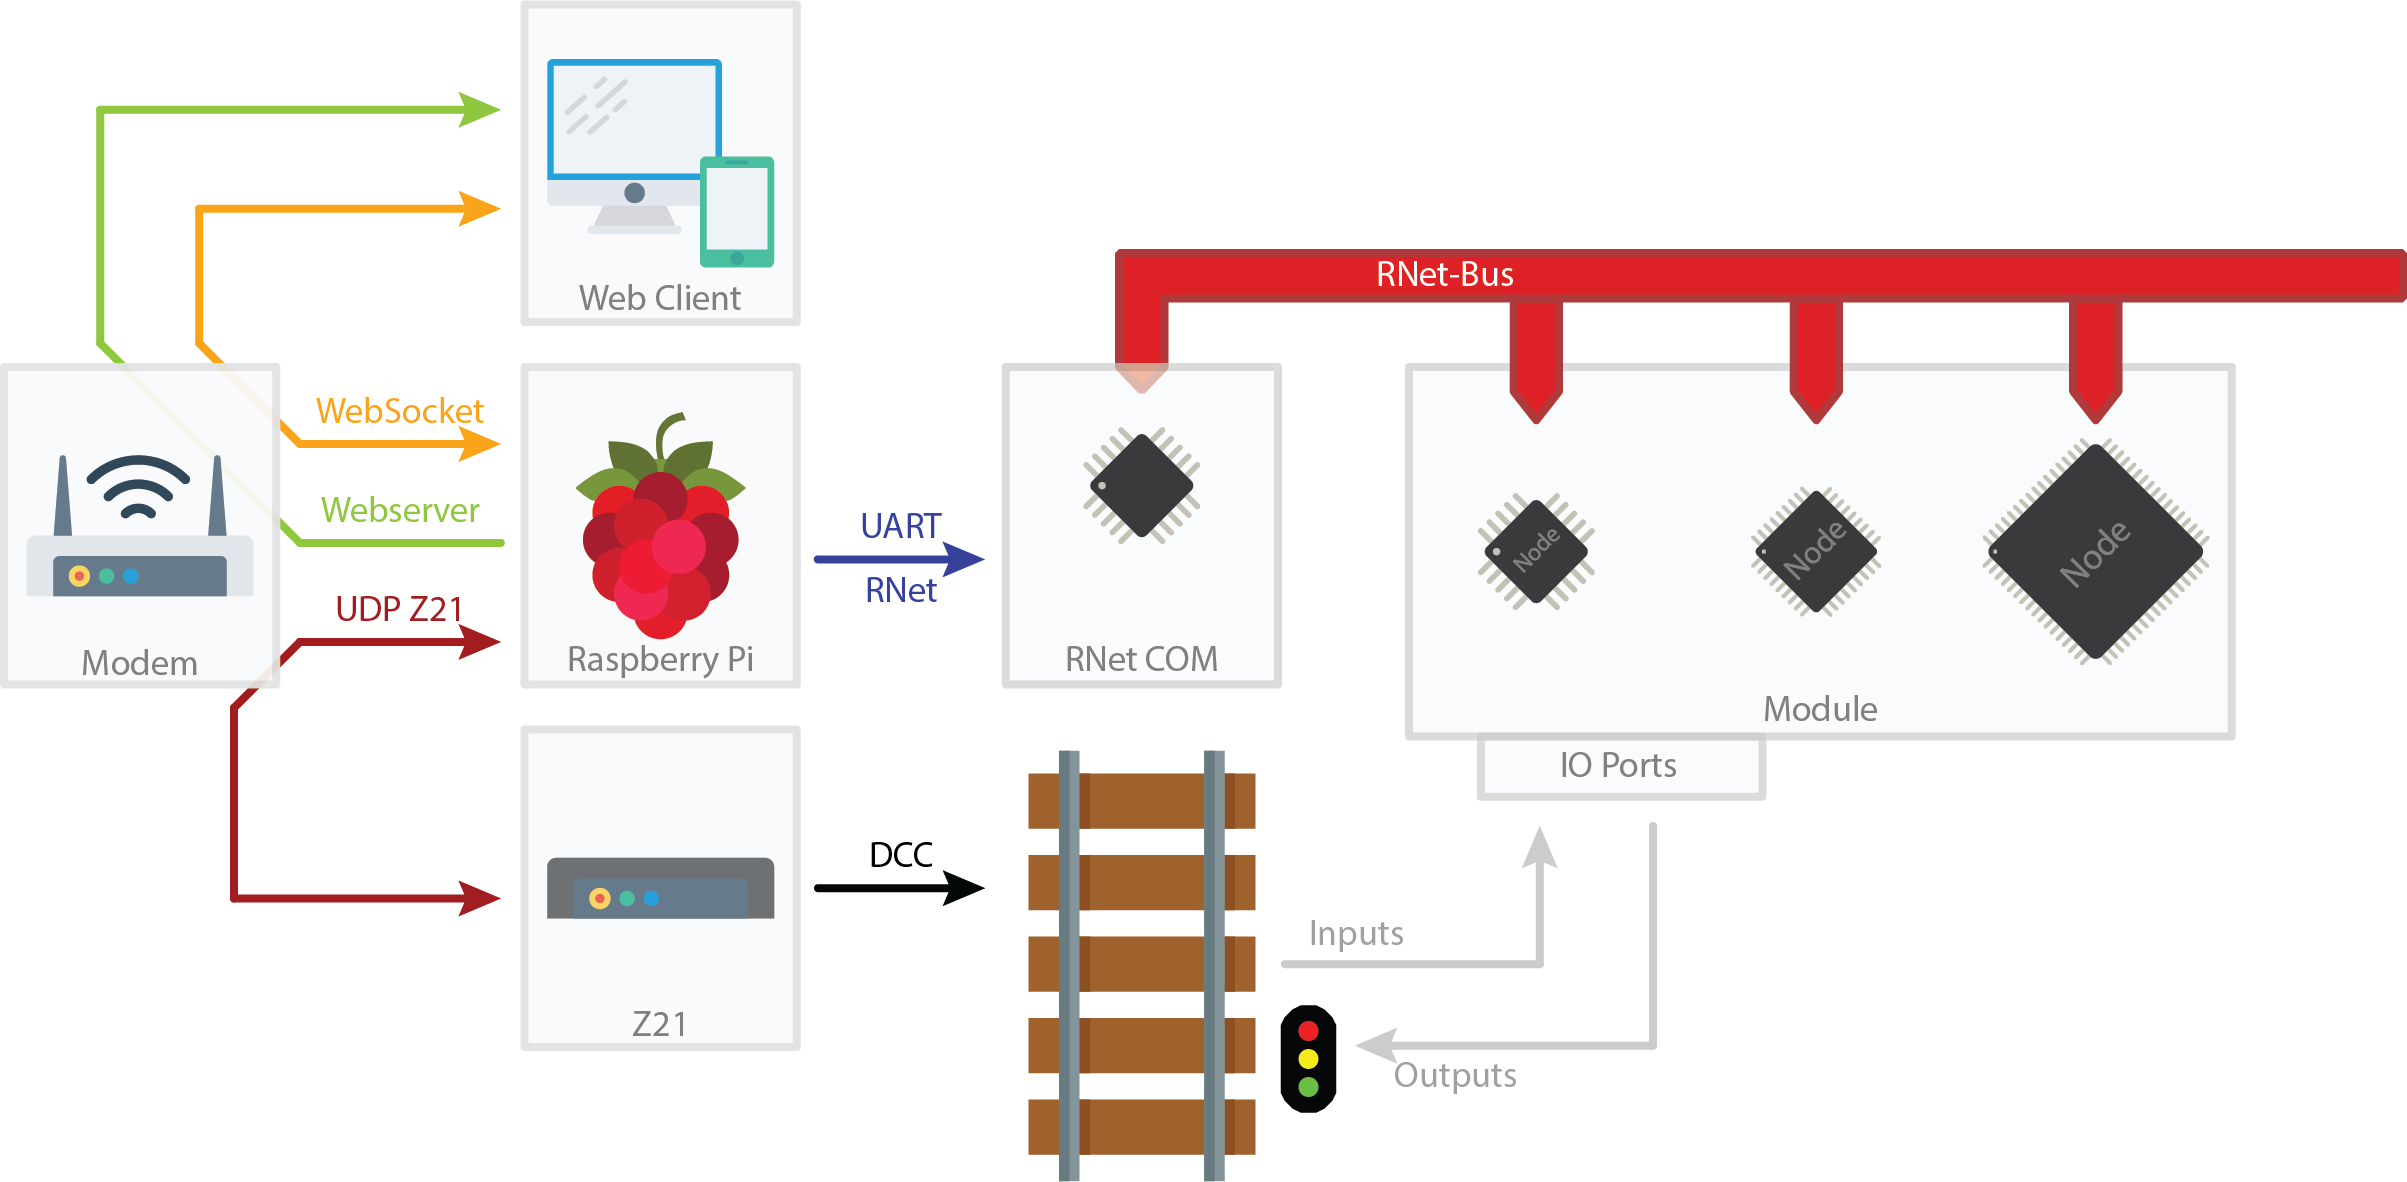 Web Client
RNet-Bus
WebSocket
Webserver
UDP Z21
Modem
Raspberry Pi
UART
RNet
RNet COM
Node
Node
Node
Module
IO Ports
Z21
DCC
Inputs
Outputs